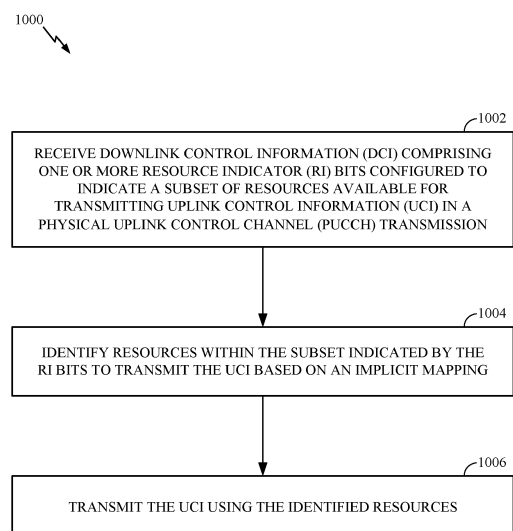 1000
1002
RECEIVE DOWNLINK CONTROL INFORMATION (DCI) COMPRISING
ONE OR MORE RESOURCE INDICATOR (RI) BITS CONFIGURED TO
INDICATE A SUBSET OF RESOURCES AVAILABLE FOR
TRANSMITTING UPLINK CONTROL INFORMATION (UCI) IN A
PHYSICAL UPLINK CONTROL CHANNEL (PUCCH) TRANSMISSION
1004
IDENTIFY RESOURCES WITHIN THE SUBSET INDICATED BY THE
RI BITS TO TRANSMIT THE UCI BASED ON AN IMPLICIT MAPPING
1006
TRANSMIT THE UCI USING THE IDENTIFIED RESOURCES